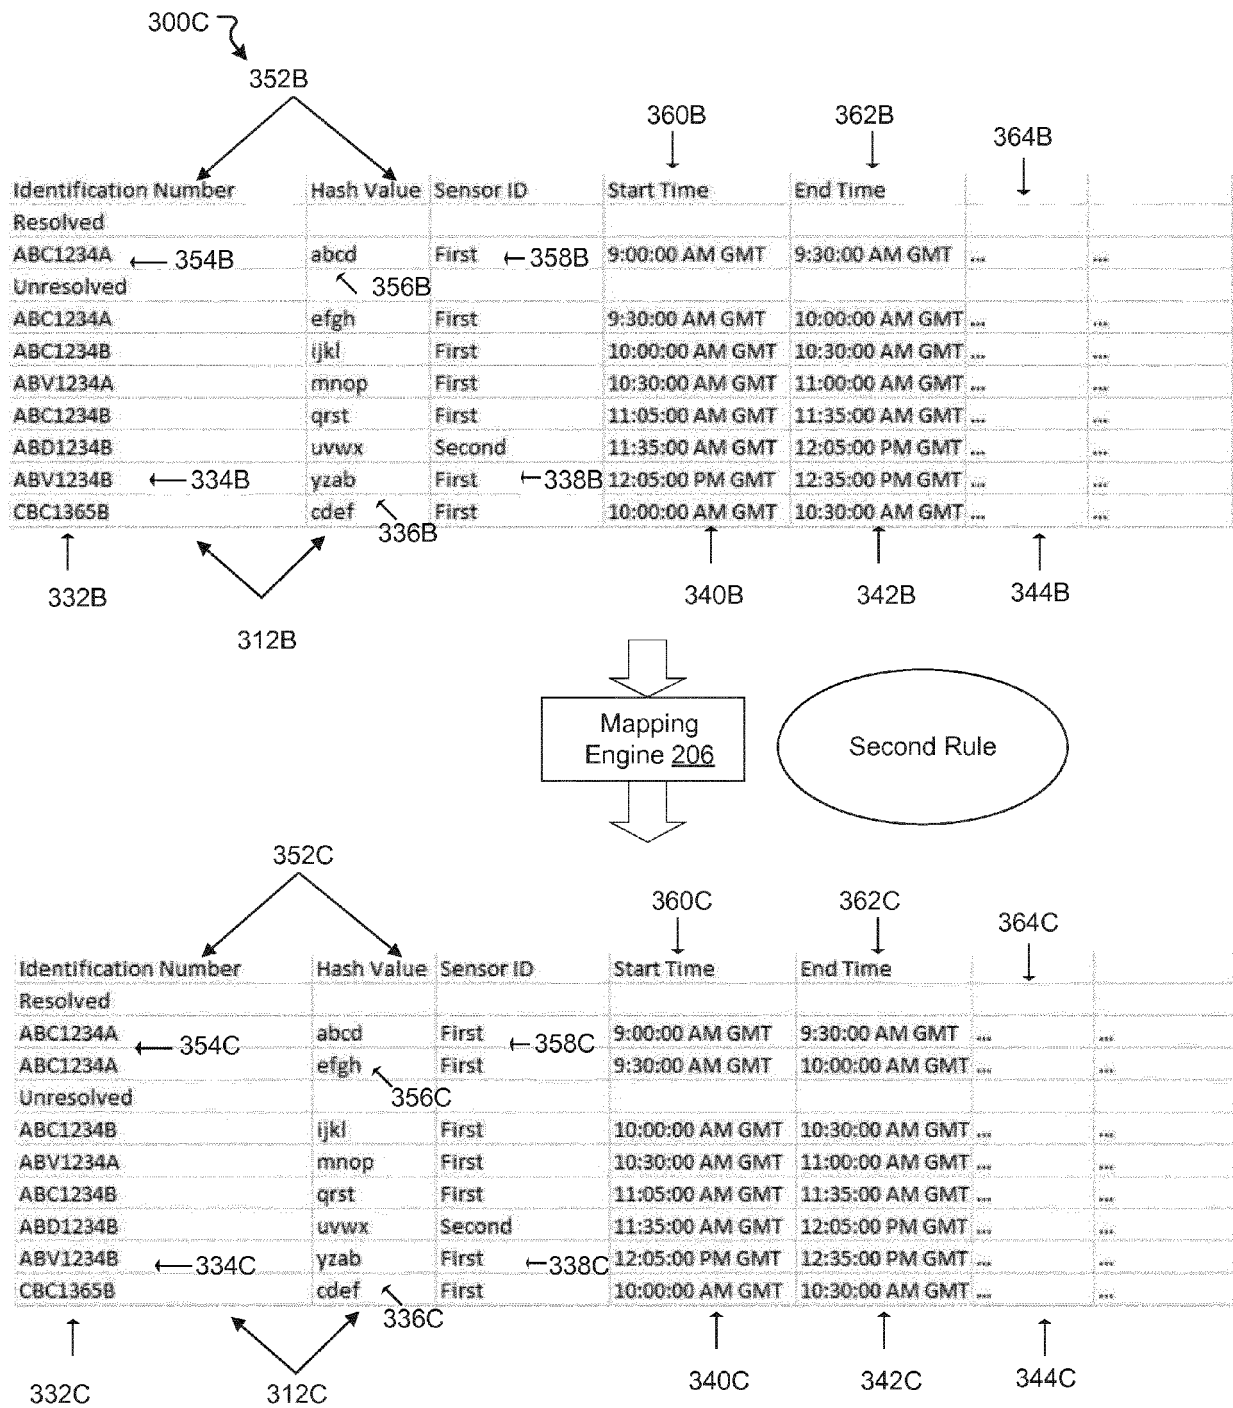 300C
352B
360B
362B
364B
Identification Number Hash Value Sensor ID Start Time End Time
Resolved
ABC1234A 354B abcd First 358B 9:00:00 AM GMT 9:30:00 AM GMT ... ...
Unresolved 356B
ABC1234A efgh First 9:30:00 AM GMT 10:00:00 AM GMT ... ...
ABC1234B ijkl First 10:00:00 AM GMT 10:30:00 AM GMT ... ...
ABV1234A mnop First 10:30:00 AM GMT 11:00:00 AM GMT ... ...
ABC1234B qrst First 11:05:00 AM GMT 11:35:00 AM GMT ... ...
ABD1234B uvwx Second 11:35:00 AM GMT 12:05:00 PM GMT ... ...
ABV1234B 334B yzab First 338B 12:05:00 PM GMT 12:35:00 PM GMT ... ...
CBC1365B cdef First 10:00:00 AM GMT 10:30:00 AM GMT ... ...
336B
332B
340B
342B
344B
312B
Mapping
Engine 206
Second Rule
352C
360C
362C
364C
Identification Number Hash Value Sensor ID Start Time End Time
Resolved
ABC1234A abcd First 9:00:00 AM GMT 9:30:00 AM GMT ... ...
354C 358C
ABC1234A efgh First 9:30:00 AM GMT 10:00:00 AM GMT ... ...
Unresolved 356C
ABC1234B ijkl First 10:00:00 AM GMT 10:30:00 AM GMT ... ...
ABV1234A mnop First 10:30:00 AM GMT 11:00:00 AM GMT ... ...
ABC1234B qrst First 11:05:00 AM GMT 11:35:00 AM GMT ... ...
ABD1234B uvwx Second 11:35:00 AM GMT 12:05:00 PM GMT ... ...
ABV1234B 334C yzab First 338C 12:05:00 PM GMT 12:35:00 PM GMT ... ...
CBC1365B cdef First 10:00:00 AM GMT 10:30:00 AM GMT ... ...
336C
332C
312C
340C
342C
344C